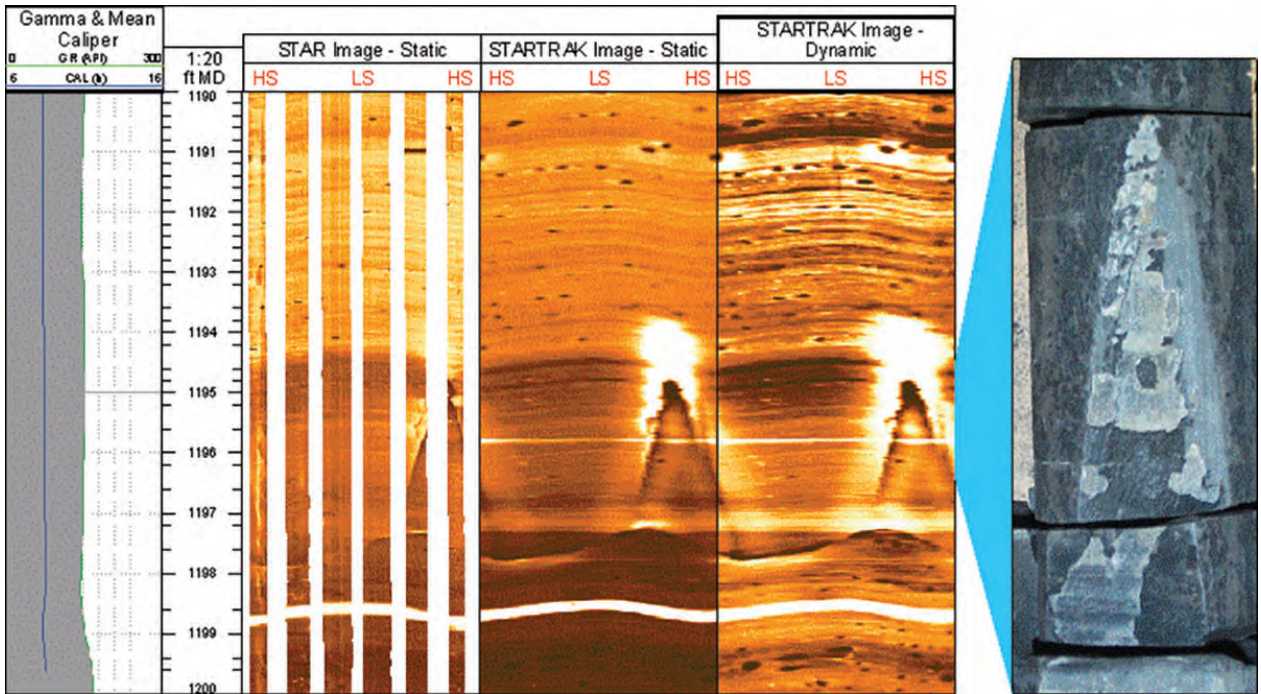 Gamma & Mean
Caliper
0 GR (API) 300
6 CAL (in) 16
1:20
ft MD
STAR Image - Static
HS LS HS
STARTRAK Image - Static
HS LS HS
STARTRAK Image -
Dynamic
HS LS HS
1190
1191
1192
1193
1194
1195
1196
1197
1198
1199
1200